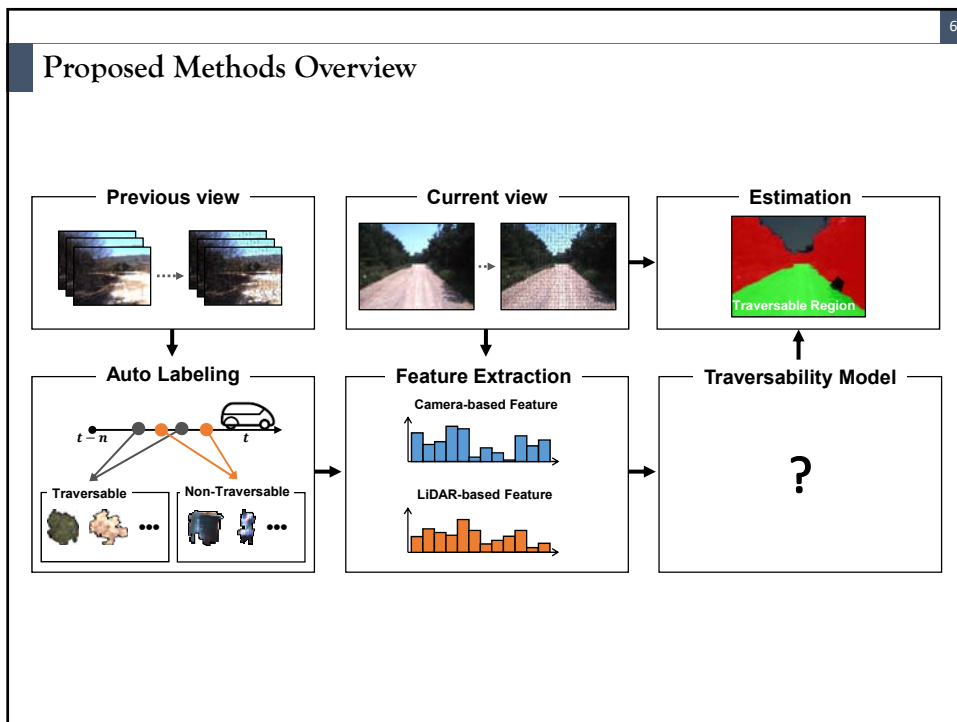 6
Proposed Methods Overview
Previous view
Current view
Estimation
Traversable Region
Auto Labeling
t − n
t
Traversable
Non-Traversable
•••
•••
Feature Extraction
Camera-based Feature
LiDAR-based Feature
Traversability Model
?